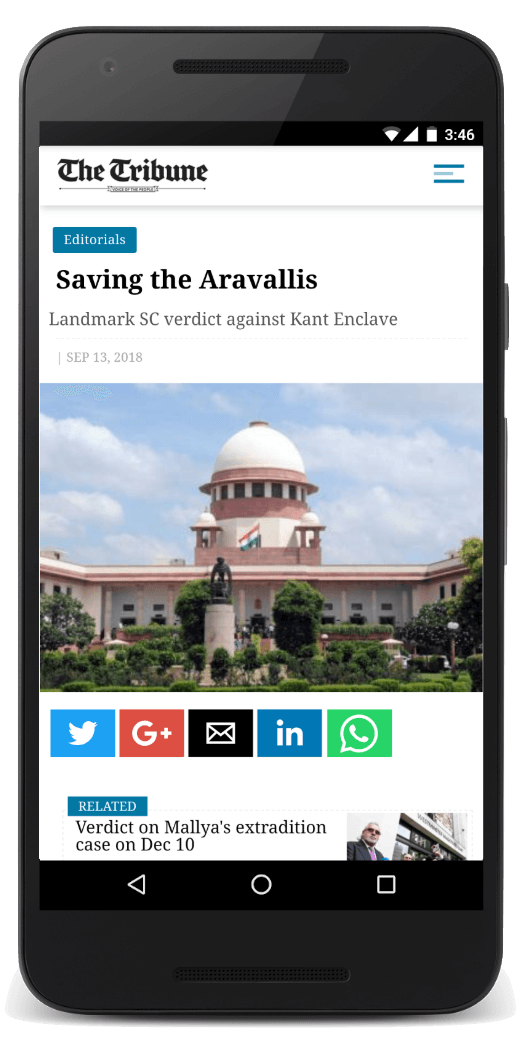 3:46
The Tribune
VOICE OF THE PEOPLE
Editorials
Saving the Aravallis
Landmark SC verdict against Kant Enclave
| SEP 13, 2018
G+
in
RELATED
Verdict on Mallya's extradition
case on Dec 10